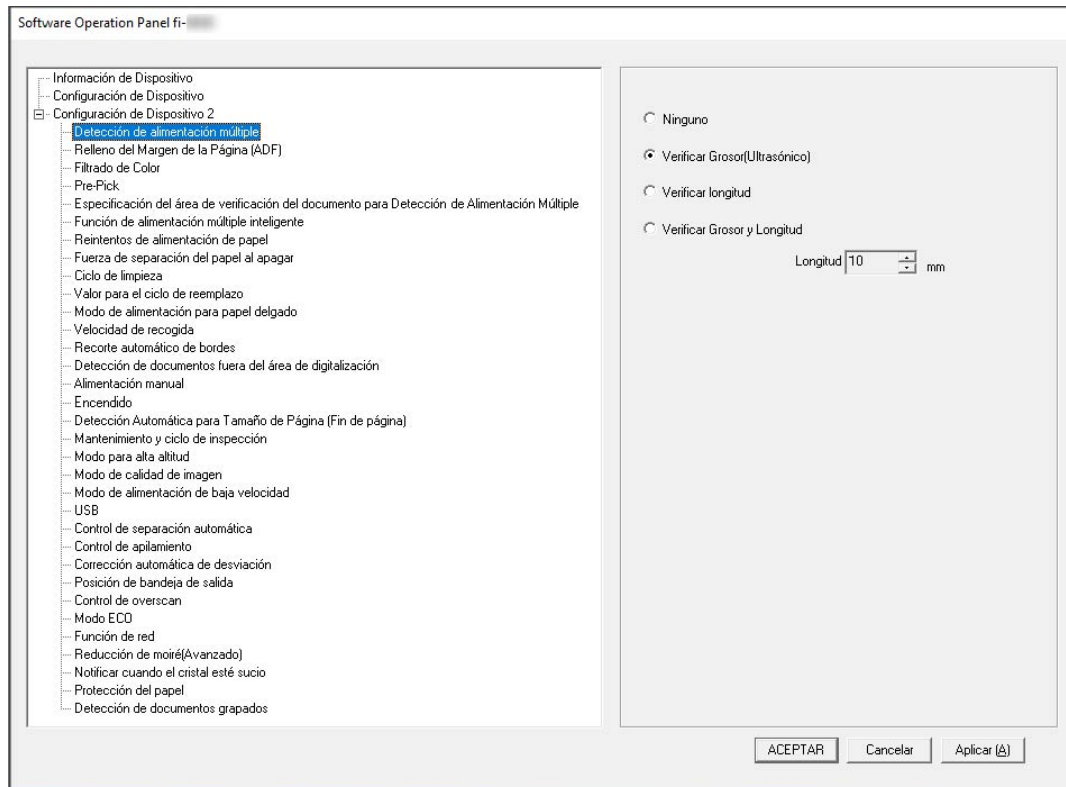 Software Operation Panel fi-
Información de Dispositivo
Configuración de Dispositivo
Configuración de Dispositivo 2
Detección de alimentación múltiple
Relleno del Margen de la Página (ADF)
Filtrado de Color
Pre-Pick
Especificación del área de verificación del documento para Detección de Alimentación Múltiple
Función de alimentación múltiple inteligente
Reintentos de alimentación de papel
Fuerza de separación del papel al apagar
Ciclo de limpieza
Valor para el ciclo de reemplazo
Modo de alimentación para papel delgado
Velocidad de recogida
Recorte automático de bordes
Detección de documentos fuera del área de digitalización
Alimentación manual
Encendido
Detección Automática para Tamaño de Página (Fin de página)
Mantenimiento y ciclo de inspección
Modo para alta altitud
Modo de calidad de imagen
Modo de alimentación de baja velocidad
USB
Control de separación automática
Control de apilamiento
Corrección automática de desviación
Posición de bandeja de salida
Control de overscan
Modo ECO
Función de red
Reducción de moiré(Avanzado)
Notificar cuando el cristal esté sucio
Protección del papel
Detección de documentos grapados
Ninguno
Verificar Grosor(Ultrasónico)
Verificar longitud
Verificar Grosor y Longitud
Longitud 10 mm
ACEPTAR Cancelar Aplicar (A)